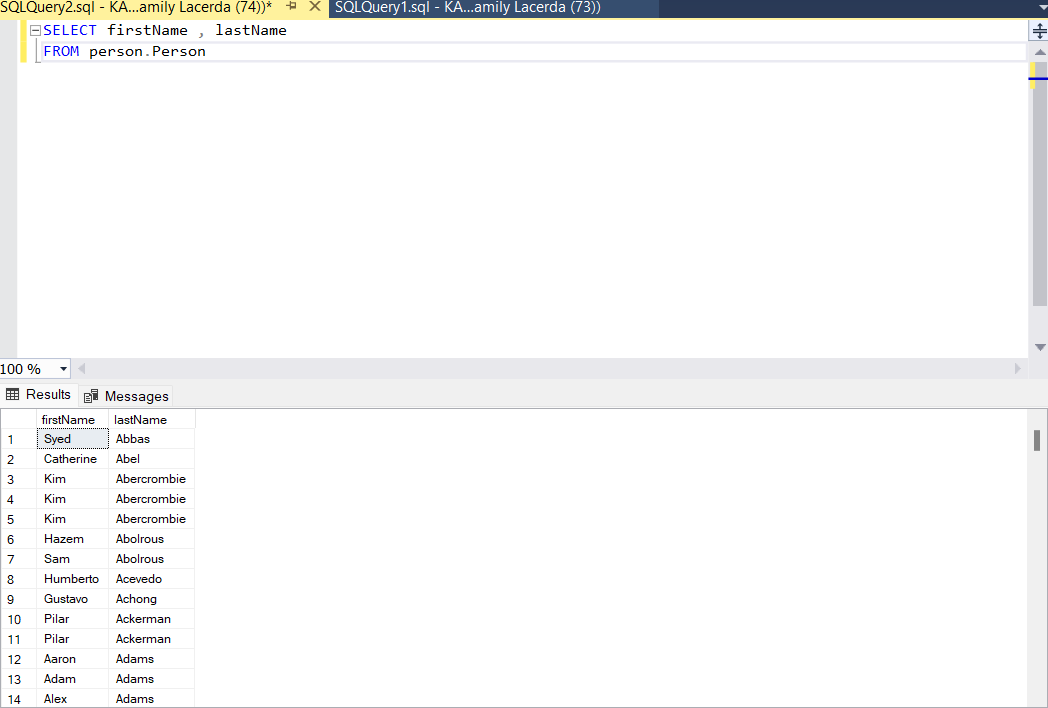 SQLQuery2.sql - KA...amily Lacerda (74))* SQLQuery1.sql - KA...amily Lacerda (73))
SELECT firstName , lastName
FROM person.Person
100 %
Results Messages
firstName lastName
1 Syed Abbas
2 Catherine Abel
3 Kim Abercrombie
4 Kim Abercrombie
5 Kim Abercrombie
6 Hazem Abolrous
7 Sam Abolrous
8 Humberto Acevedo
9 Gustavo Achong
10 Pilar Ackerman
11 Pilar Ackerman
12 Aaron Adams
13 Adam Adams
14 Alex Adams